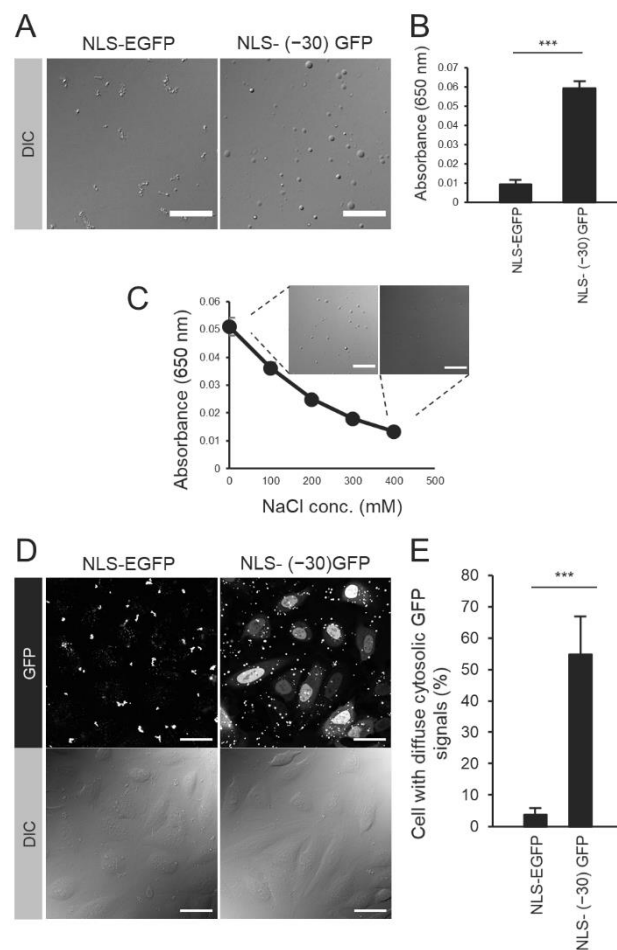 A
NLS-EGFP
NLS- (−30) GFP
DIC
B
Absorbance (650 nm)
0.07
0.06
0.05
0.04
0.03
0.02
0.01
0
***
NLS-EGFP
NLS- (−30) GFP
C
Absorbance (650 nm)
0.06
0.05
0.04
0.03
0.02
0.01
0
0
100
200
300
400
500
NaCl conc. (mM)
D
NLS-EGFP
NLS- (−30)GFP
GFP
DIC
E
Cell with diffuse cytosolic GFP
signals (%)
80
70
60
50
40
30
20
10
0
***
NLS-EGFP
NLS- (−30) GFP